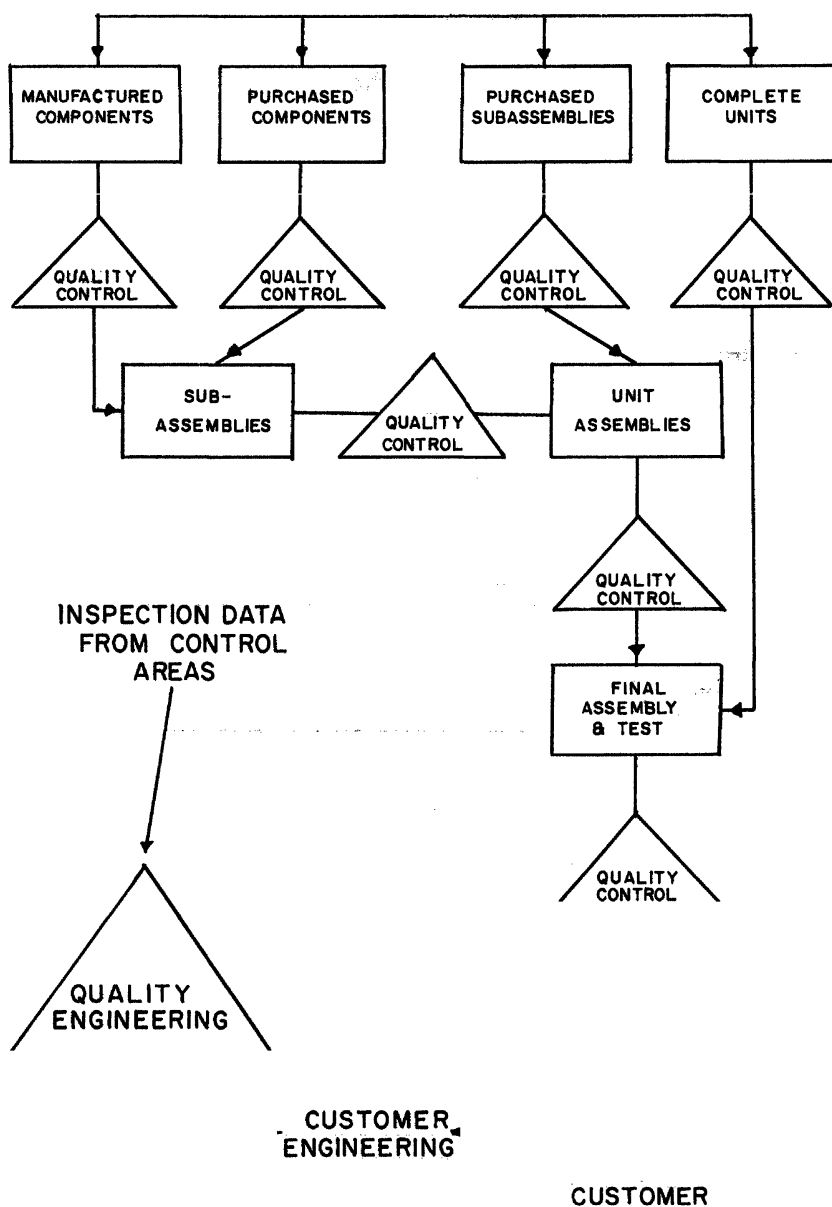 MANUFACTURED
COMPONENTS
PURCHASED
COMPONENTS
PURCHASED
SUBASSEMBLIES
COMPLETE
UNITS
QUALITY
CONTROL
QUALITY
CONTROL
QUALITY
CONTROL
QUALITY
CONTROL
SUB-
ASSEMBLIES
QUALITY
CONTROL
UNIT
ASSEMBLIES
QUALITY
CONTROL
INSPECTION DATA
FROM CONTROL
AREAS
FINAL
ASSEMBLY
& TEST
QUALITY
CONTROL
QUALITY
ENGINEERING
CUSTOMER
ENGINEERING
CUSTOMER